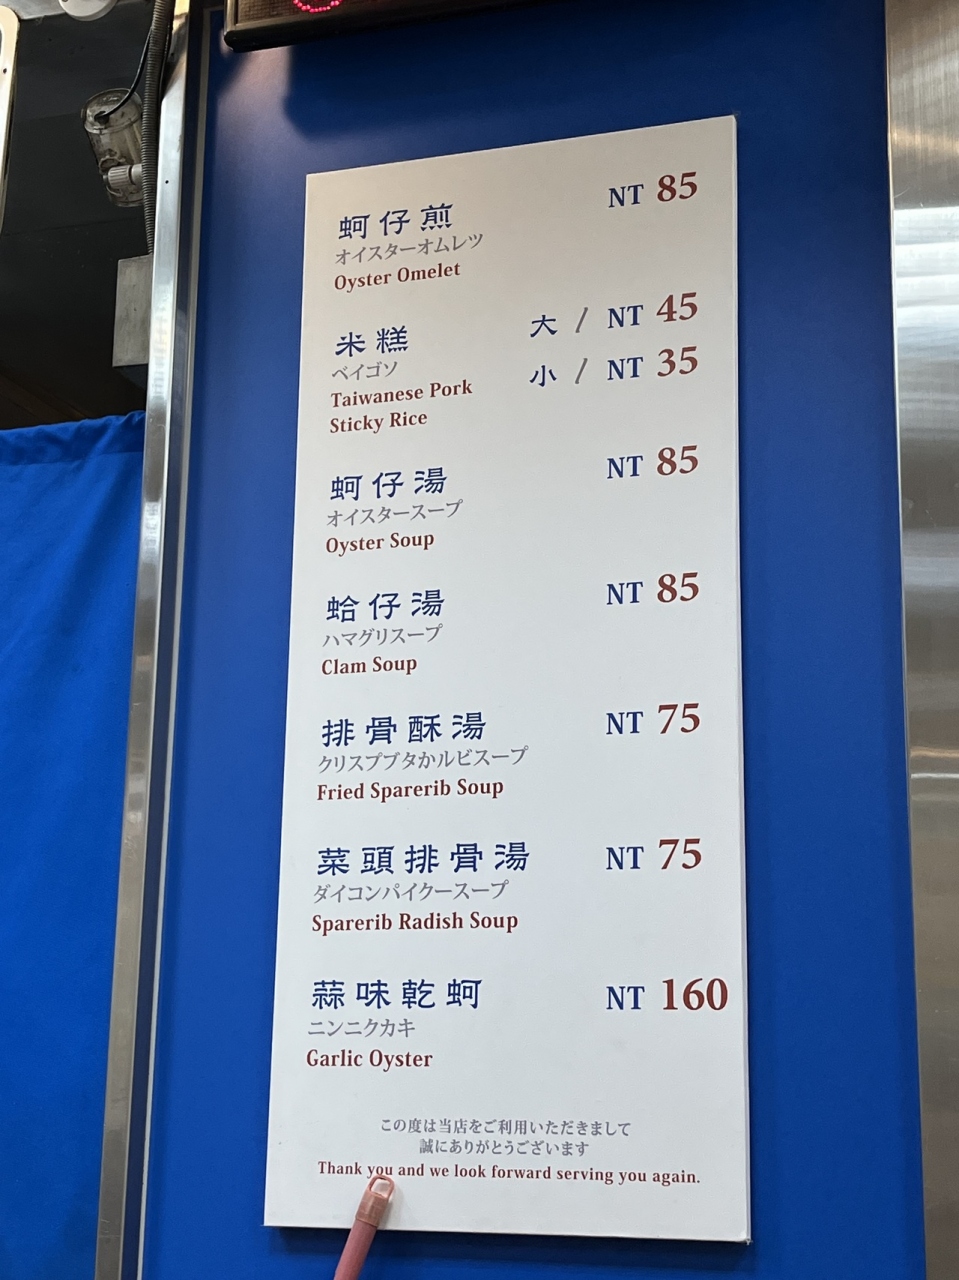 蚵仔煎 NT 85
オイスターオムレツ
Oyster Omelet
米糕 大 / NT 45
ベイゴソ 小 / NT 35
Taiwanese Pork
Sticky Rice
蚵仔湯 NT 85
オイスタースープ
Oyster Soup
蛤仔湯 NT 85
ハマグリスープ
Clam Soup
排骨酥湯 NT 75
クリスプブタかルビスープ
Fried Sparerib Soup
菜頭排骨湯 NT 75
ダイコンパイクースープ
Sparerib Radish Soup
蒜味乾蚵 NT 160
ニンニクカキ
Garlic Oyster
この度は当店をご利用いただきまして
誠にありがとうございます
Thank you and we look forward serving you again.